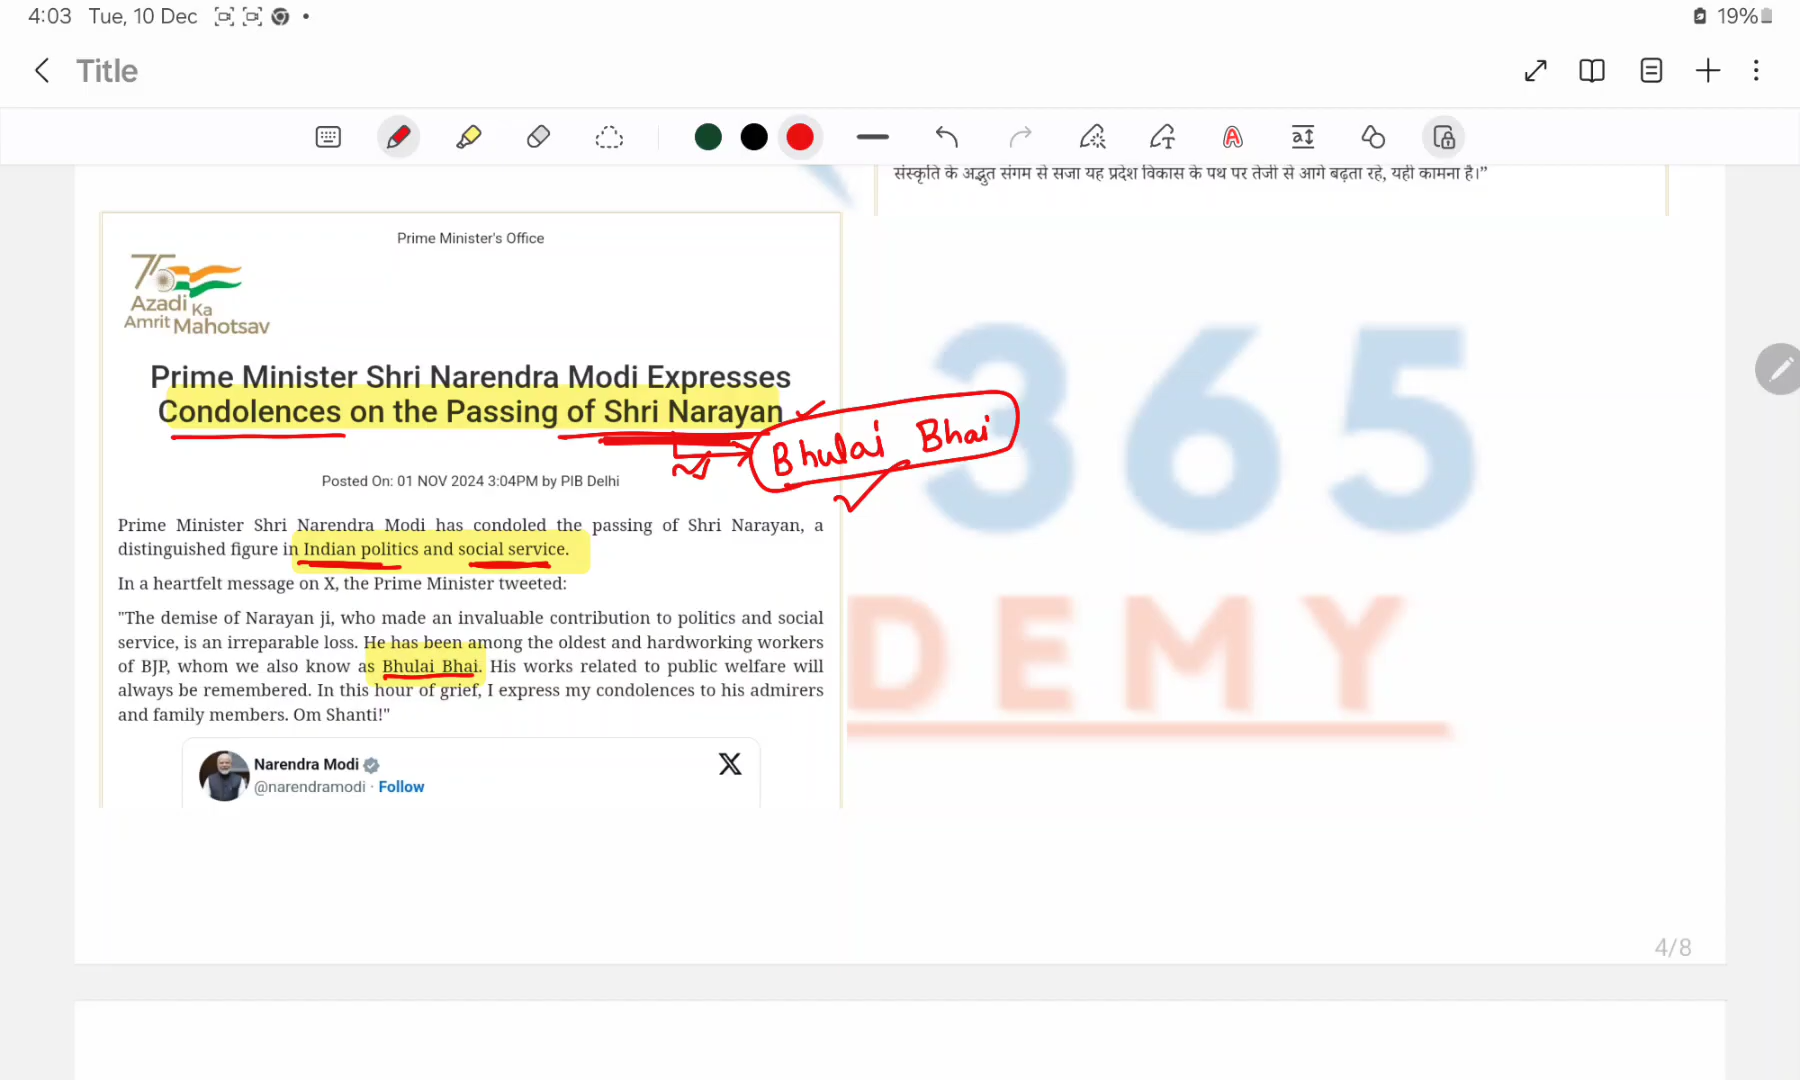 4:03 Tue, 10 Dec 19%
Title
संस्कृति के अद्भुत संगम से सजा यह प्रदेश विकास के पथ पर तेजी से आगे बढ़ता रहे, यही कामना है।”
Prime Minister's Office
75
Azadi Ka
Amrit Mahotsav
Prime Minister Shri Narendra Modi Expresses
Condolences on the Passing of Shri Narayan
Bhulai Bhai
Posted On: 01 NOV 2024 3:04PM by PIB Delhi
Prime Minister Shri Narendra Modi has condoled the passing of Shri Narayan, a
distinguished figure in Indian politics and social service.
In a heartfelt message on X, the Prime Minister tweeted:
"The demise of Narayan ji, who made an invaluable contribution to politics and social
service, is an irreparable loss. He has been among the oldest and hardworking workers
of BJP, whom we also know as Bhulai Bhai. His works related to public welfare will
always be remembered. In this hour of grief, I express my condolences to his admirers
and family members. Om Shanti!"
Narendra Modi
@narendramodi · Follow
365
DEMY
4/8